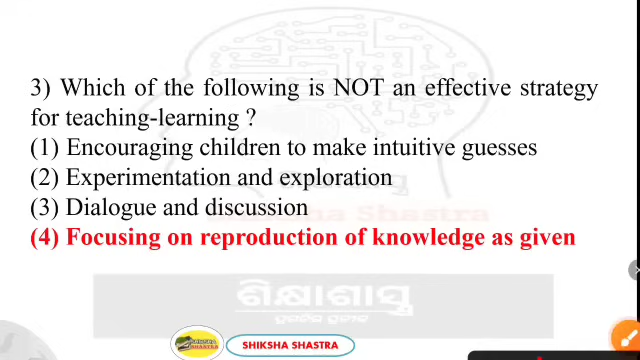 3) Which of the following is NOT an effective strategy
for teaching-learning ?
(1) Encouraging children to make intuitive guesses
(2) Experimentation and exploration
(3) Dialogue and discussion
(4) Focusing on reproduction of knowledge as given
ଶିକ୍ଷାଶାସ୍ତ୍ର
SHIKSHA SHASTRA